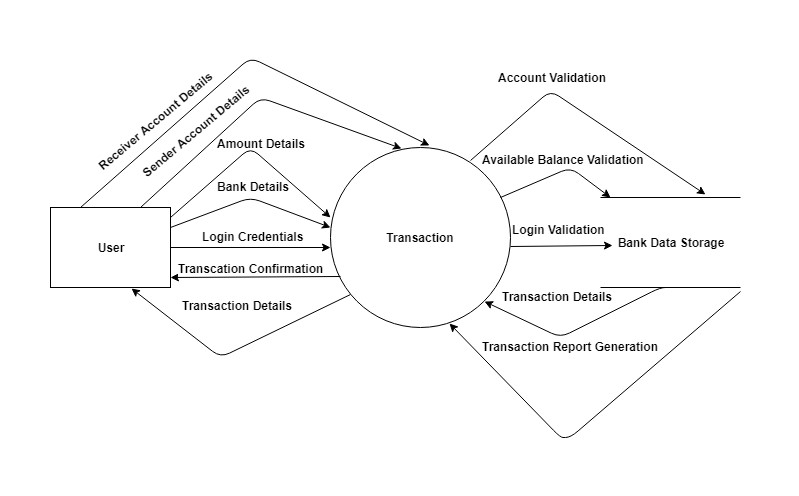 Receiver Account Details
Sender Account Details
Amount Details
Bank Details
Login Credentials
Transcation Confirmation
Transaction Details
User
Transaction
Account Validation
Available Balance Validation
Login Validation
Bank Data Storage
Transaction Details
Transaction Report Generation